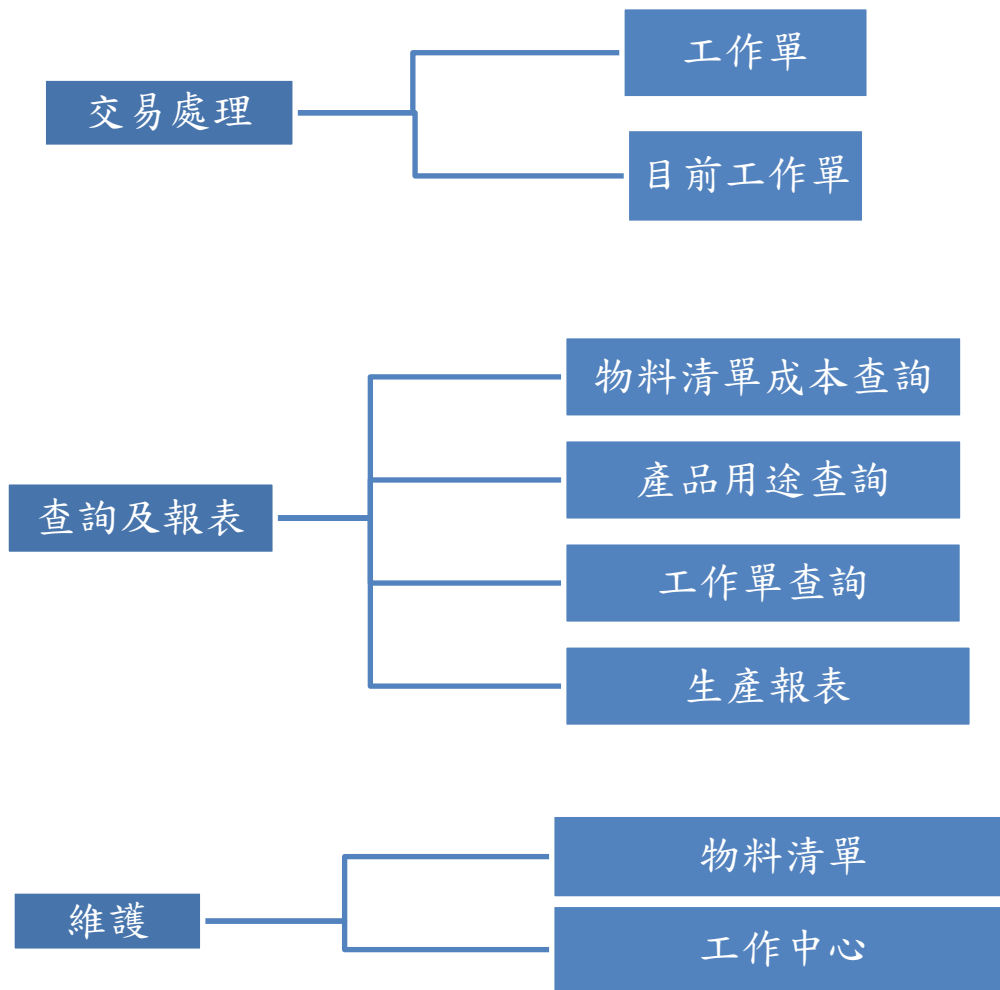 交易處理
工作單
目前工作單
查詢及報表
物料清單成本查詢
產品用途查詢
工作單查詢
生產報表
維護
物料清單
工作中心